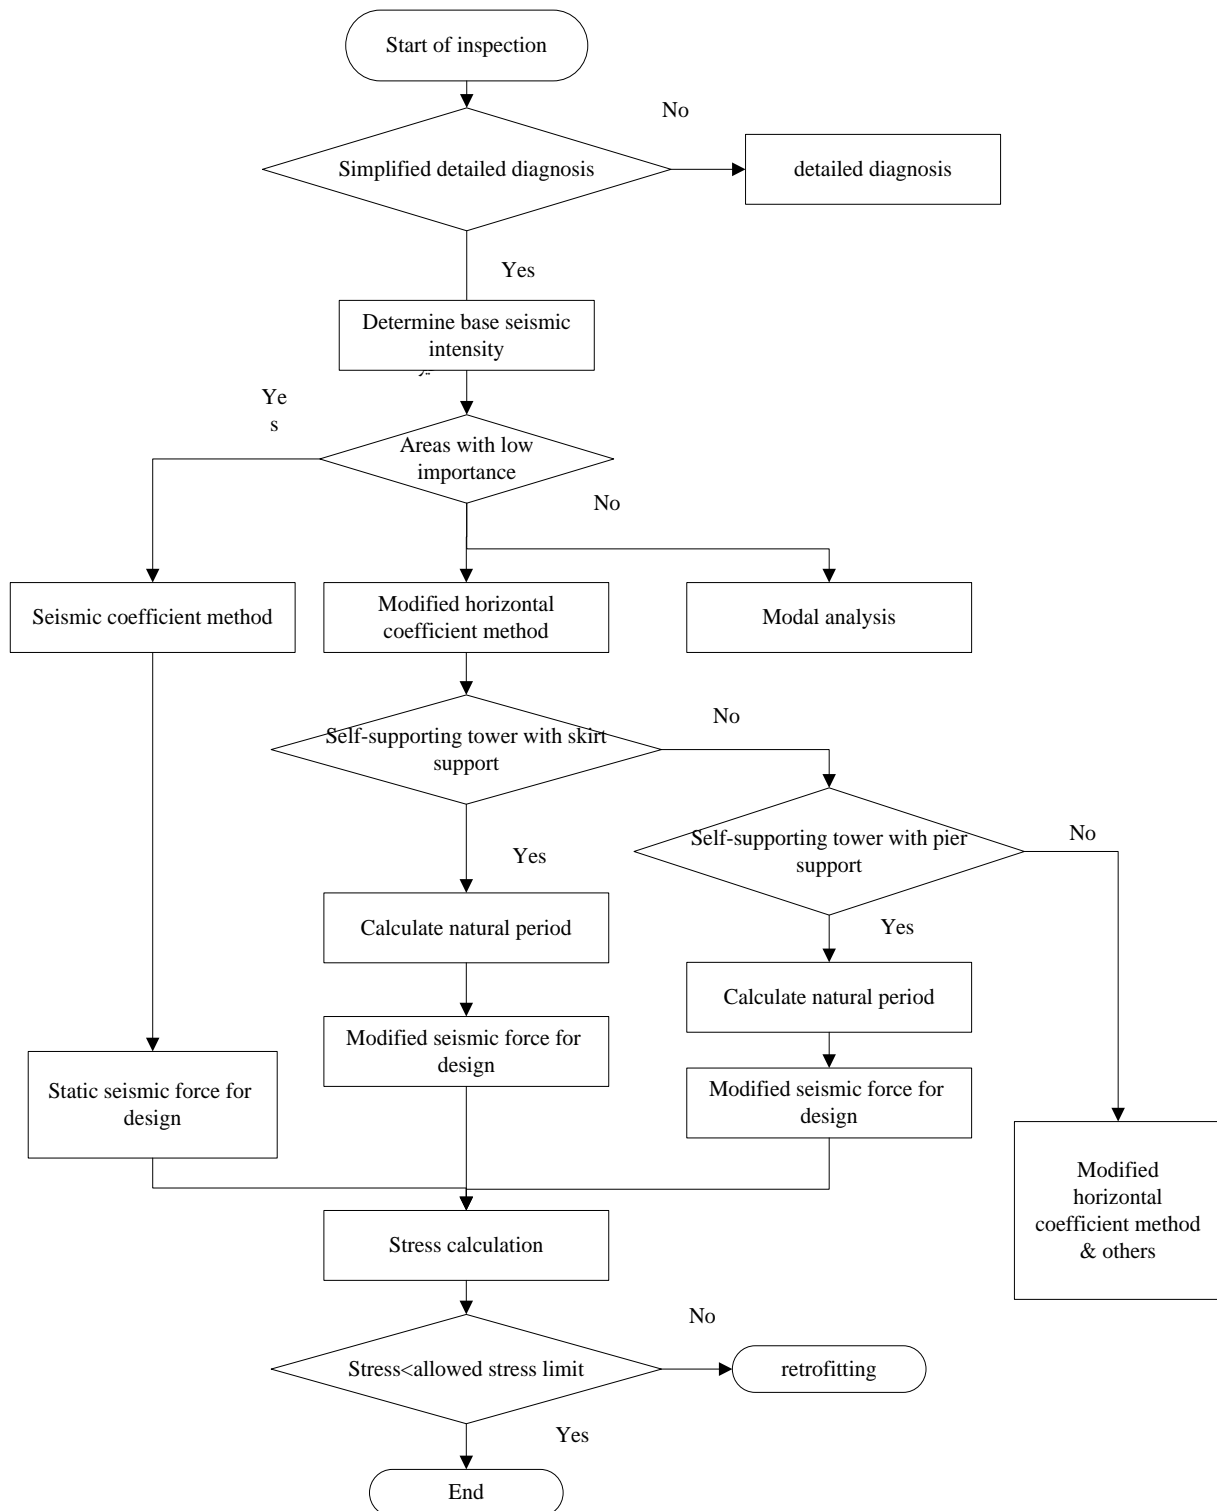 Start of inspection
No
Simplified detailed diagnosis
detailed diagnosis
Yes
Determine base seismic
intensity
Ye
s
Areas with low
importance
No
Seismic coefficient method
Modified horizontal
coefficient method
Modal analysis
Self-supporting tower with skirt
support
No
Self-supporting tower with pier
support
No
Yes
Calculate natural period
Yes
Calculate natural period
Modified seismic force for
design
Static seismic force for
design
Modified seismic force for
design
Modified
horizontal
coefficient method
& others
Stress calculation
No
Stress<allowed stress limit
retrofitting
Yes
End